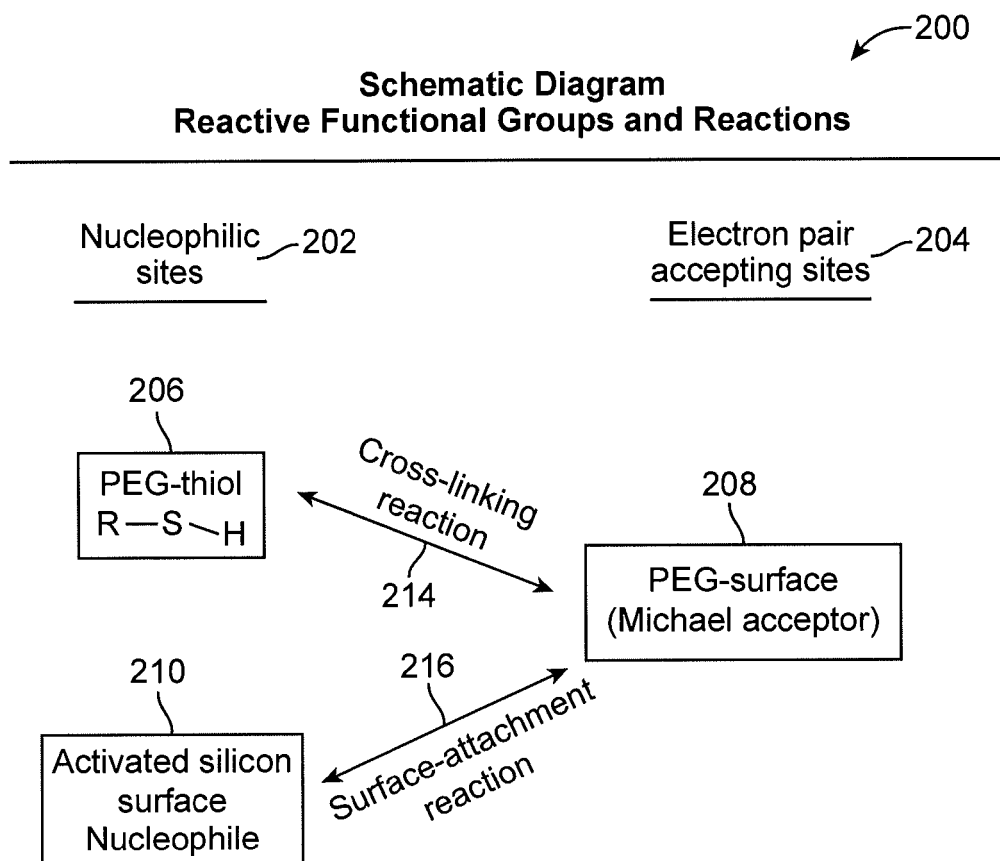 200
Schematic Diagram
Reactive Functional Groups and Reactions
Nucleophilic
sites
202
Electron pair
accepting sites
204
206
PEG-thiol
R—S—H
Cross-linking
reaction
214
208
PEG-surface
(Michael acceptor)
210
Activated silicon
surface
Nucleophile
216
Surface-attachment
reaction